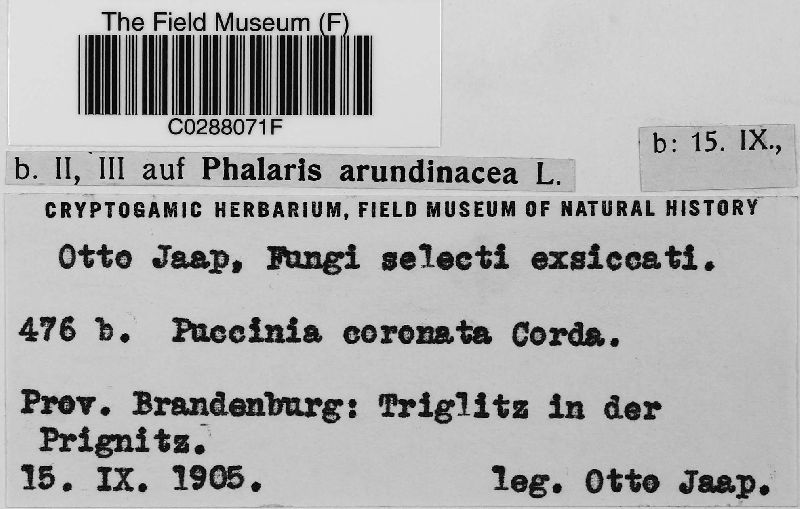 The Field Museum (F)
C0288071F
b: 15. IX.,
b. II, III auf Phalaris arundinacea L.
CRYPTOGAMIC HERBARIUM, FIELD MUSEUM OF NATURAL HISTORY
Otto Jaap, Fungi selecti exsiccati.
476 b. Puccinia coronata Corda.
Prov. Brandenburg: Triglitz in der
Prignitz.
15. IX. 1905. leg. Otto Jaap.